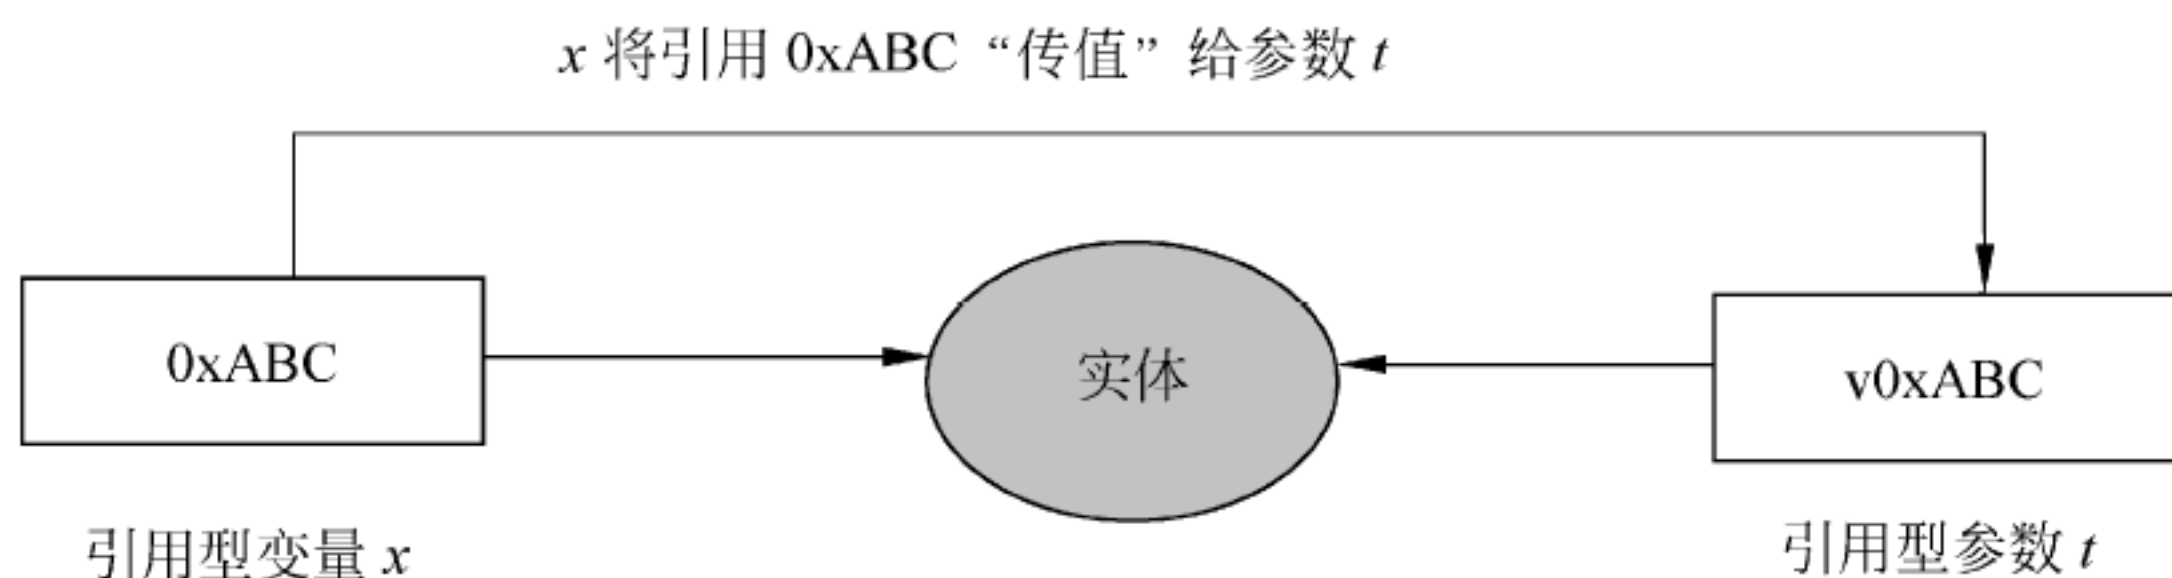 x 将引用 0xABC “传值” 给参数 t
0xABC
实体
v0xABC
引用型变量 x
引用型参数 t